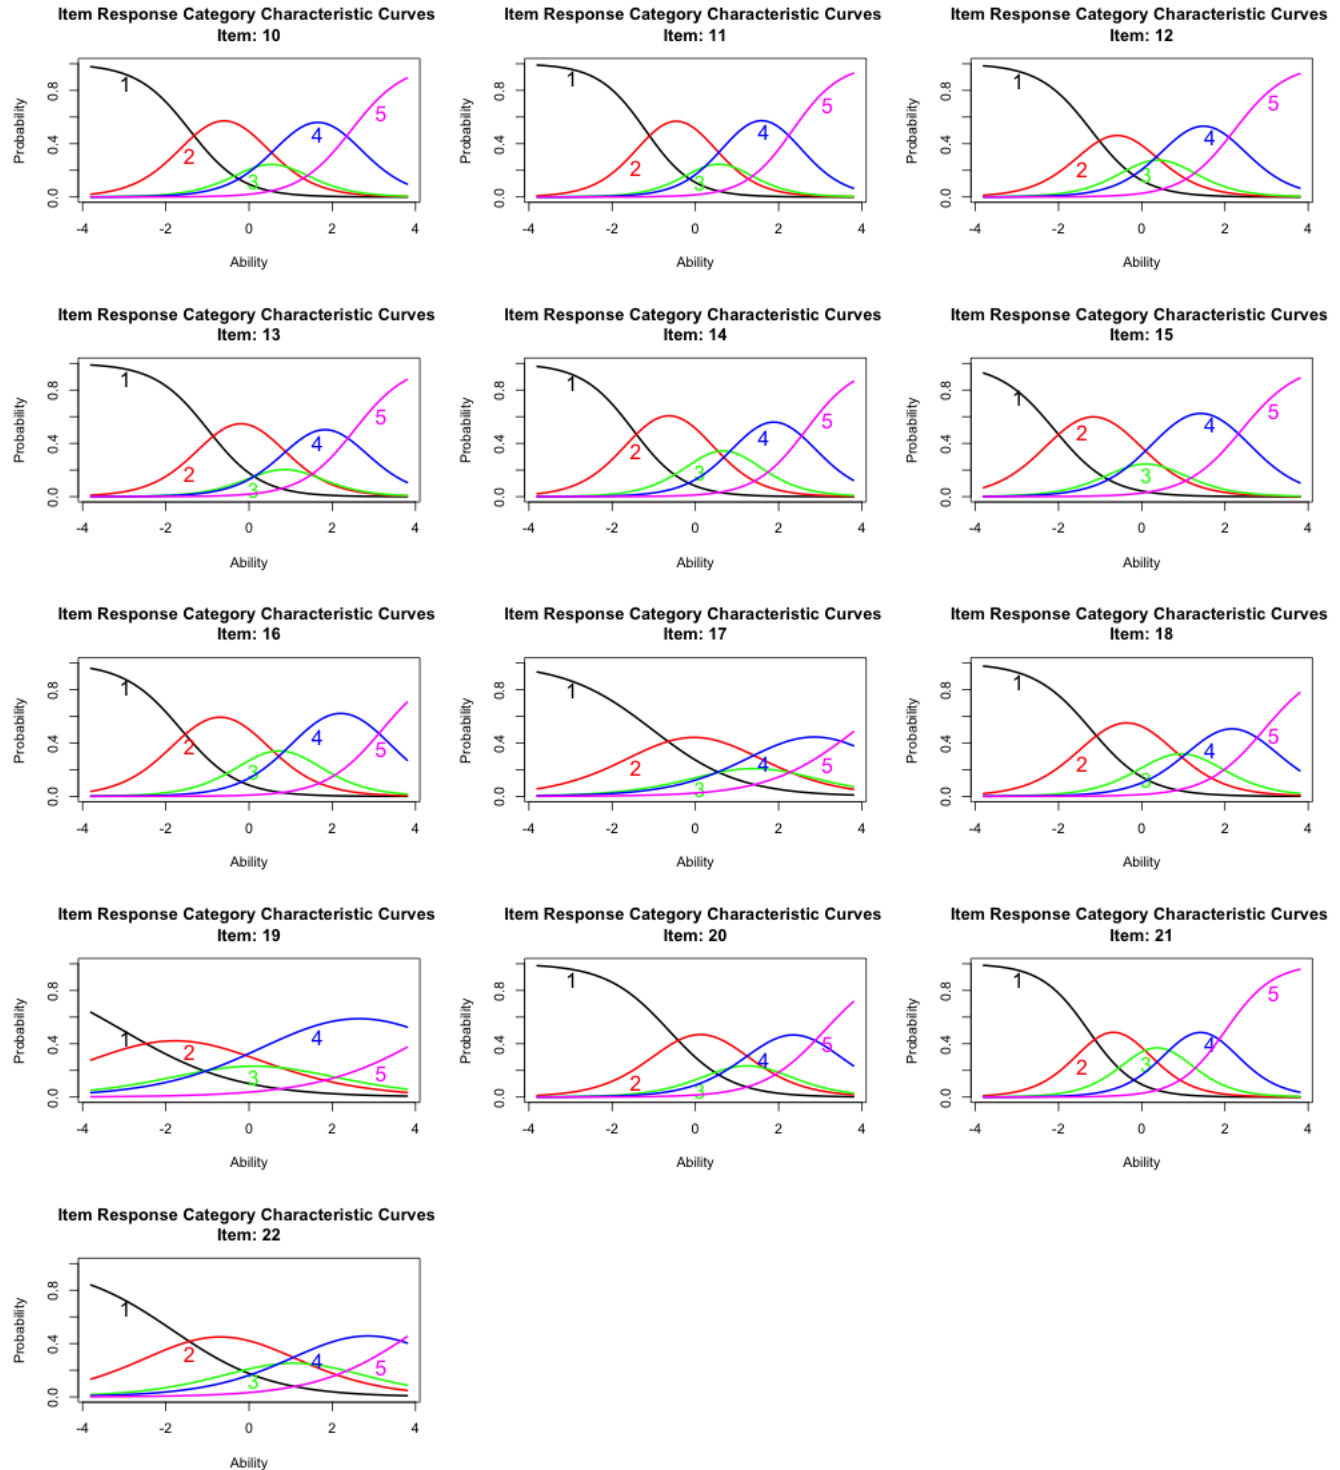 Item Response Category Characteristic Curves
Item: 10
Probability
0.0 0.4 0.8
1 2 3 4 5
-4 -2 0 2 4
Ability
Item Response Category Characteristic Curves
Item: 11
Probability
0.0 0.4 0.8
1 2 3 4 5
-4 -2 0 2 4
Ability
Item Response Category Characteristic Curves
Item: 12
Probability
0.0 0.4 0.8
1 2 3 4 5
-4 -2 0 2 4
Ability
Item Response Category Characteristic Curves
Item: 13
Probability
0.0 0.4 0.8
1 2 3 4 5
-4 -2 0 2 4
Ability
Item Response Category Characteristic Curves
Item: 14
Probability
0.0 0.4 0.8
1 2 3 4 5
-4 -2 0 2 4
Ability
Item Response Category Characteristic Curves
Item: 15
Probability
0.0 0.4 0.8
1 2 3 4 5
-4 -2 0 2 4
Ability
Item Response Category Characteristic Curves
Item: 16
Probability
0.0 0.4 0.8
1 2 3 4 5
-4 -2 0 2 4
Ability
Item Response Category Characteristic Curves
Item: 17
Probability
0.0 0.4 0.8
1 2 3 4 5
-4 -2 0 2 4
Ability
Item Response Category Characteristic Curves
Item: 18
Probability
0.0 0.4 0.8
1 2 3 4 5
-4 -2 0 2 4
Ability
Item Response Category Characteristic Curves
Item: 19
Probability
0.0 0.4 0.8
1 2 3 4 5
-4 -2 0 2 4
Ability
Item Response Category Characteristic Curves
Item: 20
Probability
0.0 0.4 0.8
1 2 3 4 5
-4 -2 0 2 4
Ability
Item Response Category Characteristic Curves
Item: 21
Probability
0.0 0.4 0.8
1 2 3 4 5
-4 -2 0 2 4
Ability
Item Response Category Characteristic Curves
Item: 22
Probability
0.0 0.4 0.8
1 2 3 4 5
-4 -2 0 2 4
Ability